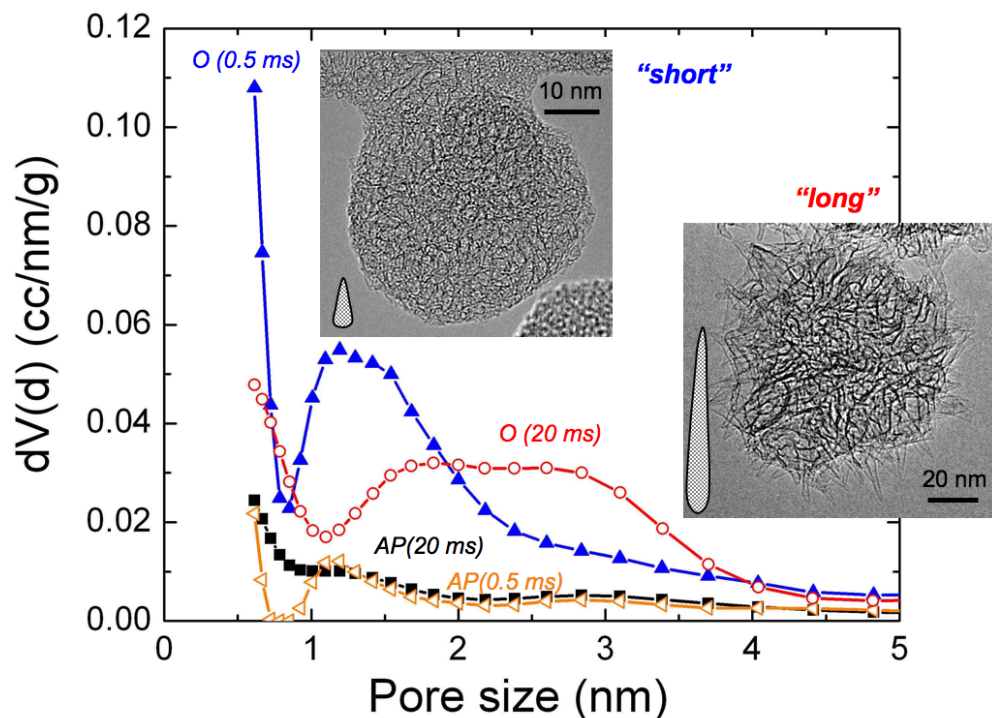 0.12
0.10
0.08
0.06
0.04
0.02
0.00
dV(d) (cc/nm/g)
O (0.5 ms)
10 nm
“short”
“long”
20 nm
O (20 ms)
AP(20 ms)
AP(0.5 ms)
0 1 2 3 4 5
Pore size (nm)